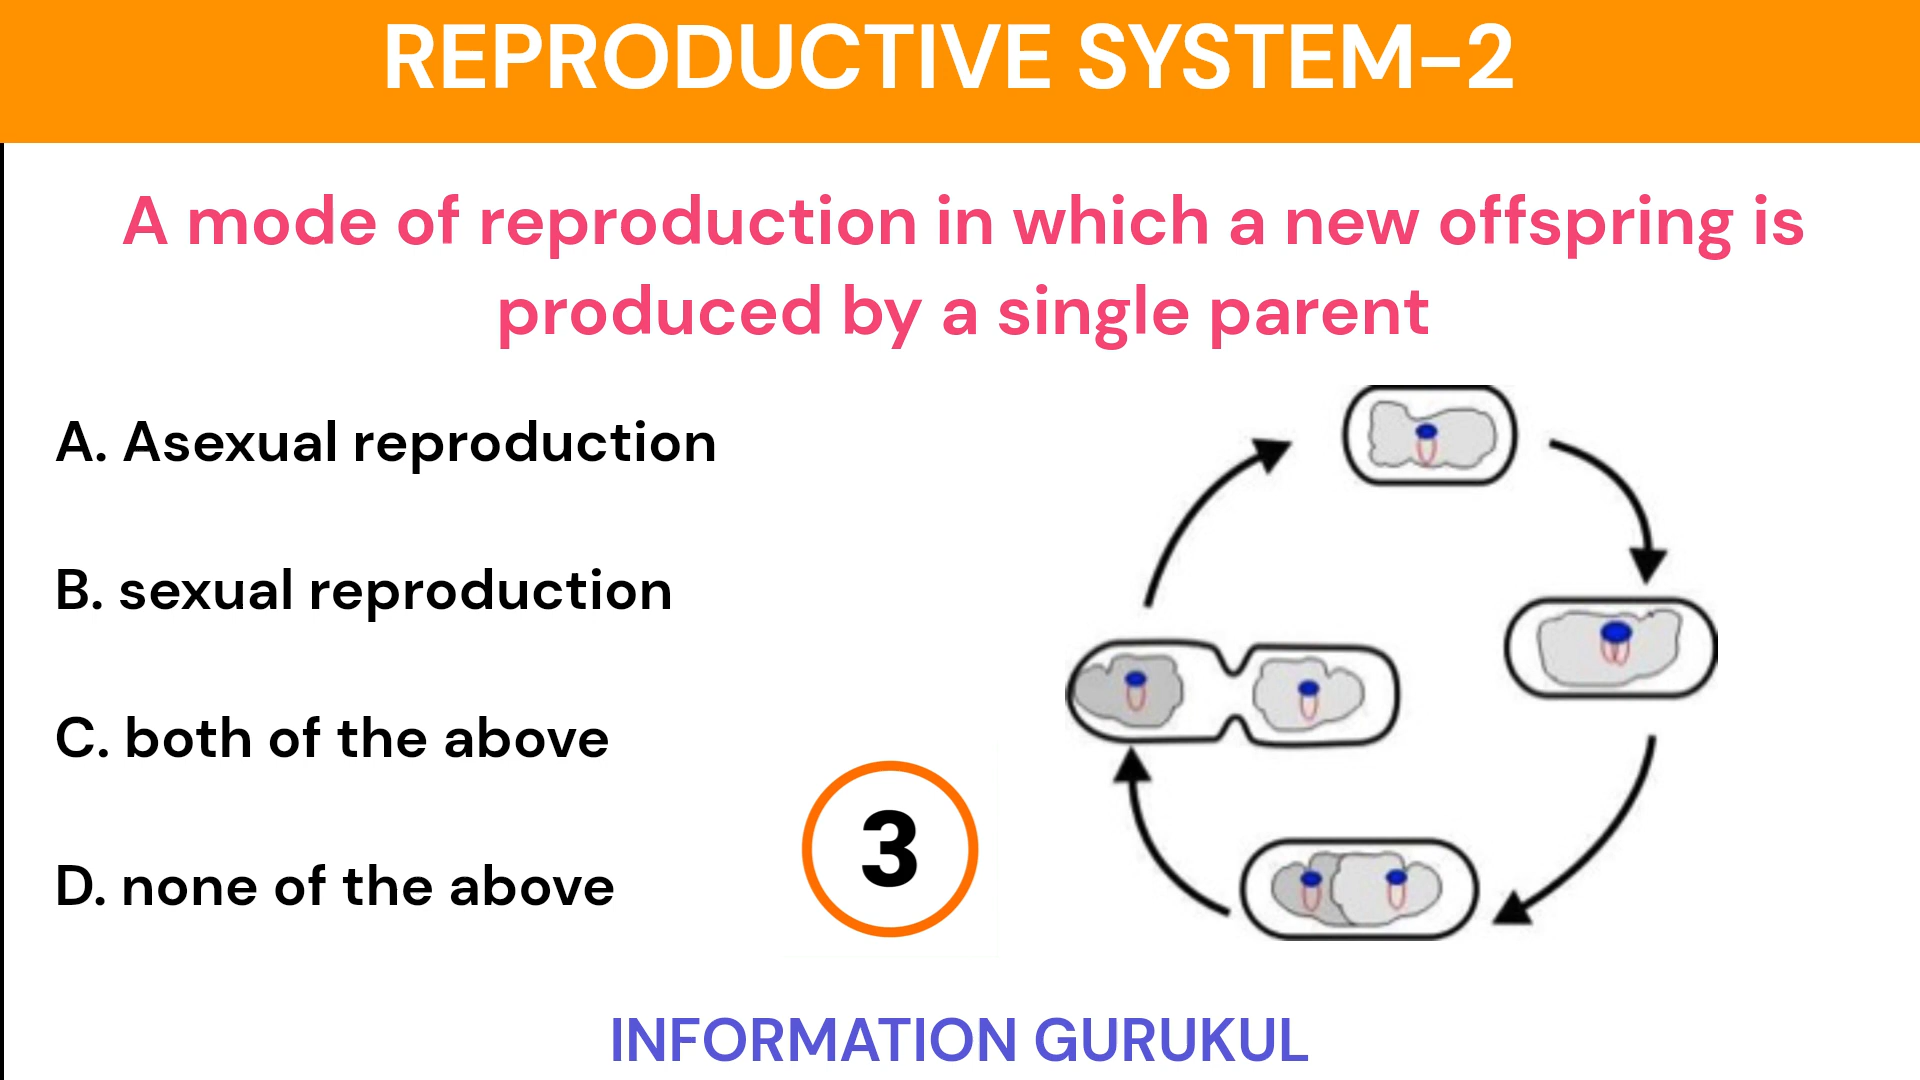 REPRODUCTIVE SYSTEM-2
A mode of reproduction in which a new offspring is
produced by a single parent
A. Asexual reproduction
B. sexual reproduction
C. both of the above
D. none of the above
3
INFORMATION GURUKUL